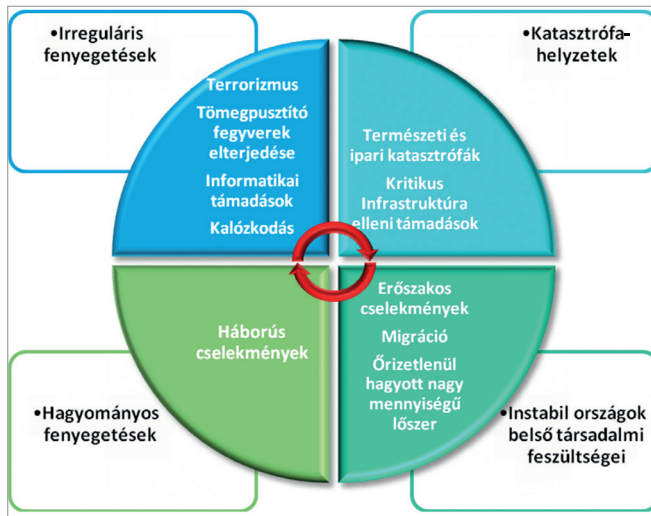 •Irreguláris
fenyegetések
•Katasztrófa-
helyzetek
Terrorizmus
Tömegpusztító
fegyverek
elterjedése
Informatikai
támadások
Kalózkodás
Természeti és
ipari katasztrófák
Kritikus
Infrastruktúra
elleni támadások
Háborús
cselekmények
Erőszakos
cselekmények
Migráció
Őrizetlenül
hagyott nagy
mennyiségű
lőszer
•Hagyományos
fenyegetések
•Instabil országok
belső társadalmi
feszültségei